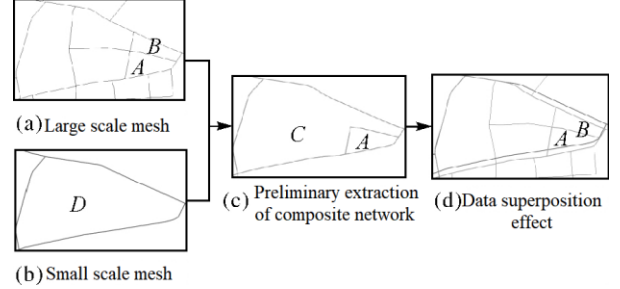 B
A
(a)Large scale mesh
D
(b) Small scale mesh
C
A
(c) Preliminary extraction
of composite network
A B
(d)Data superposition
effect